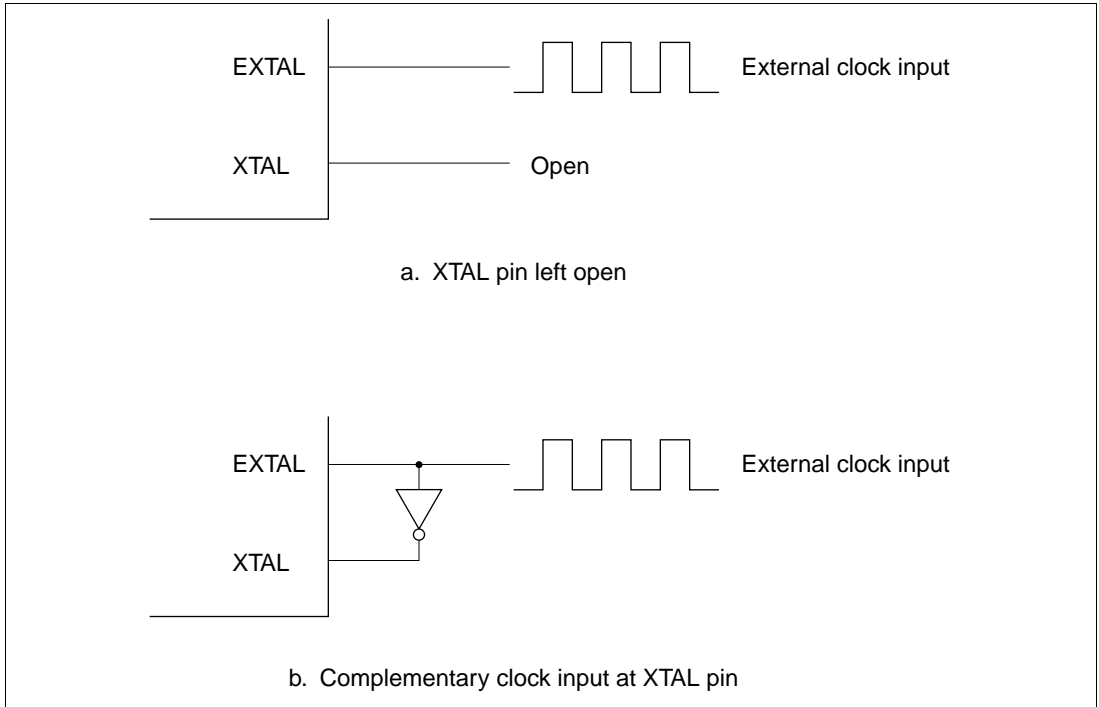 EXTAL
External clock input
XTAL
Open
a. XTAL pin left open
EXTAL
External clock input
XTAL
b. Complementary clock input at XTAL pin